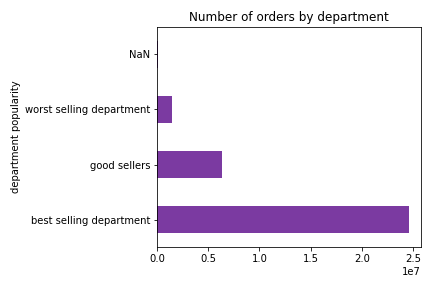 Number of orders by department
NaN
worst selling department
good sellers
best selling department
department popularity
0.0 0.5 1.0 1.5 2.0 2.5
1e7